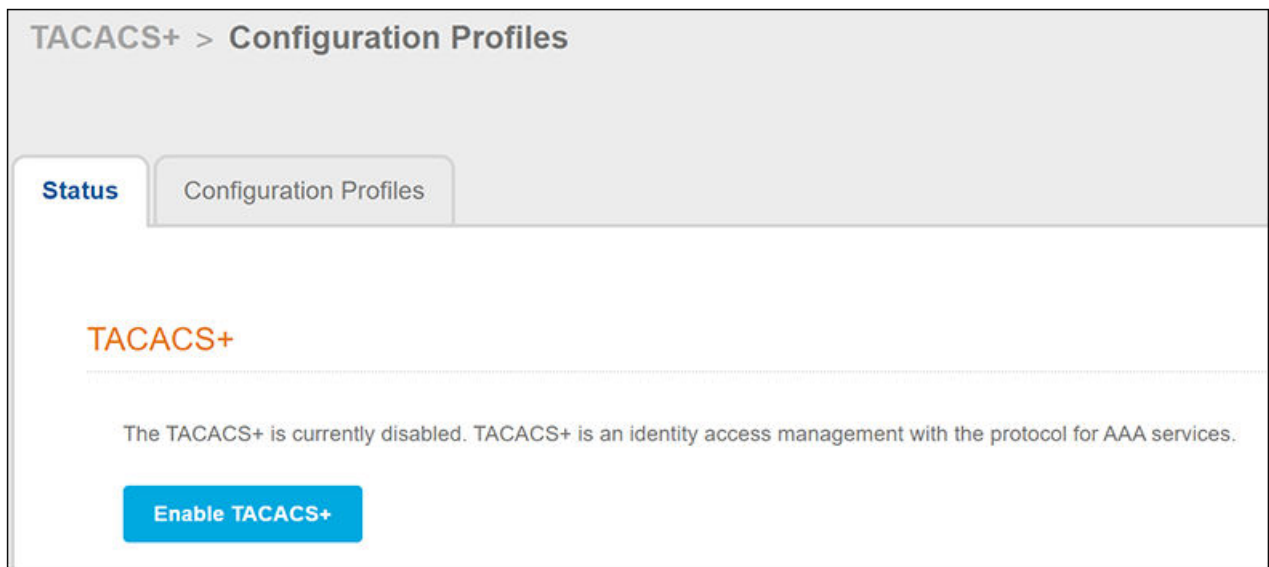 TACACS+ > Configuration Profiles
Status
Configuration Profiles
TACACS+
The TACACS+ is currently disabled. TACACS+ is an identity access management with the protocol for AAA services.
Enable TACACS+